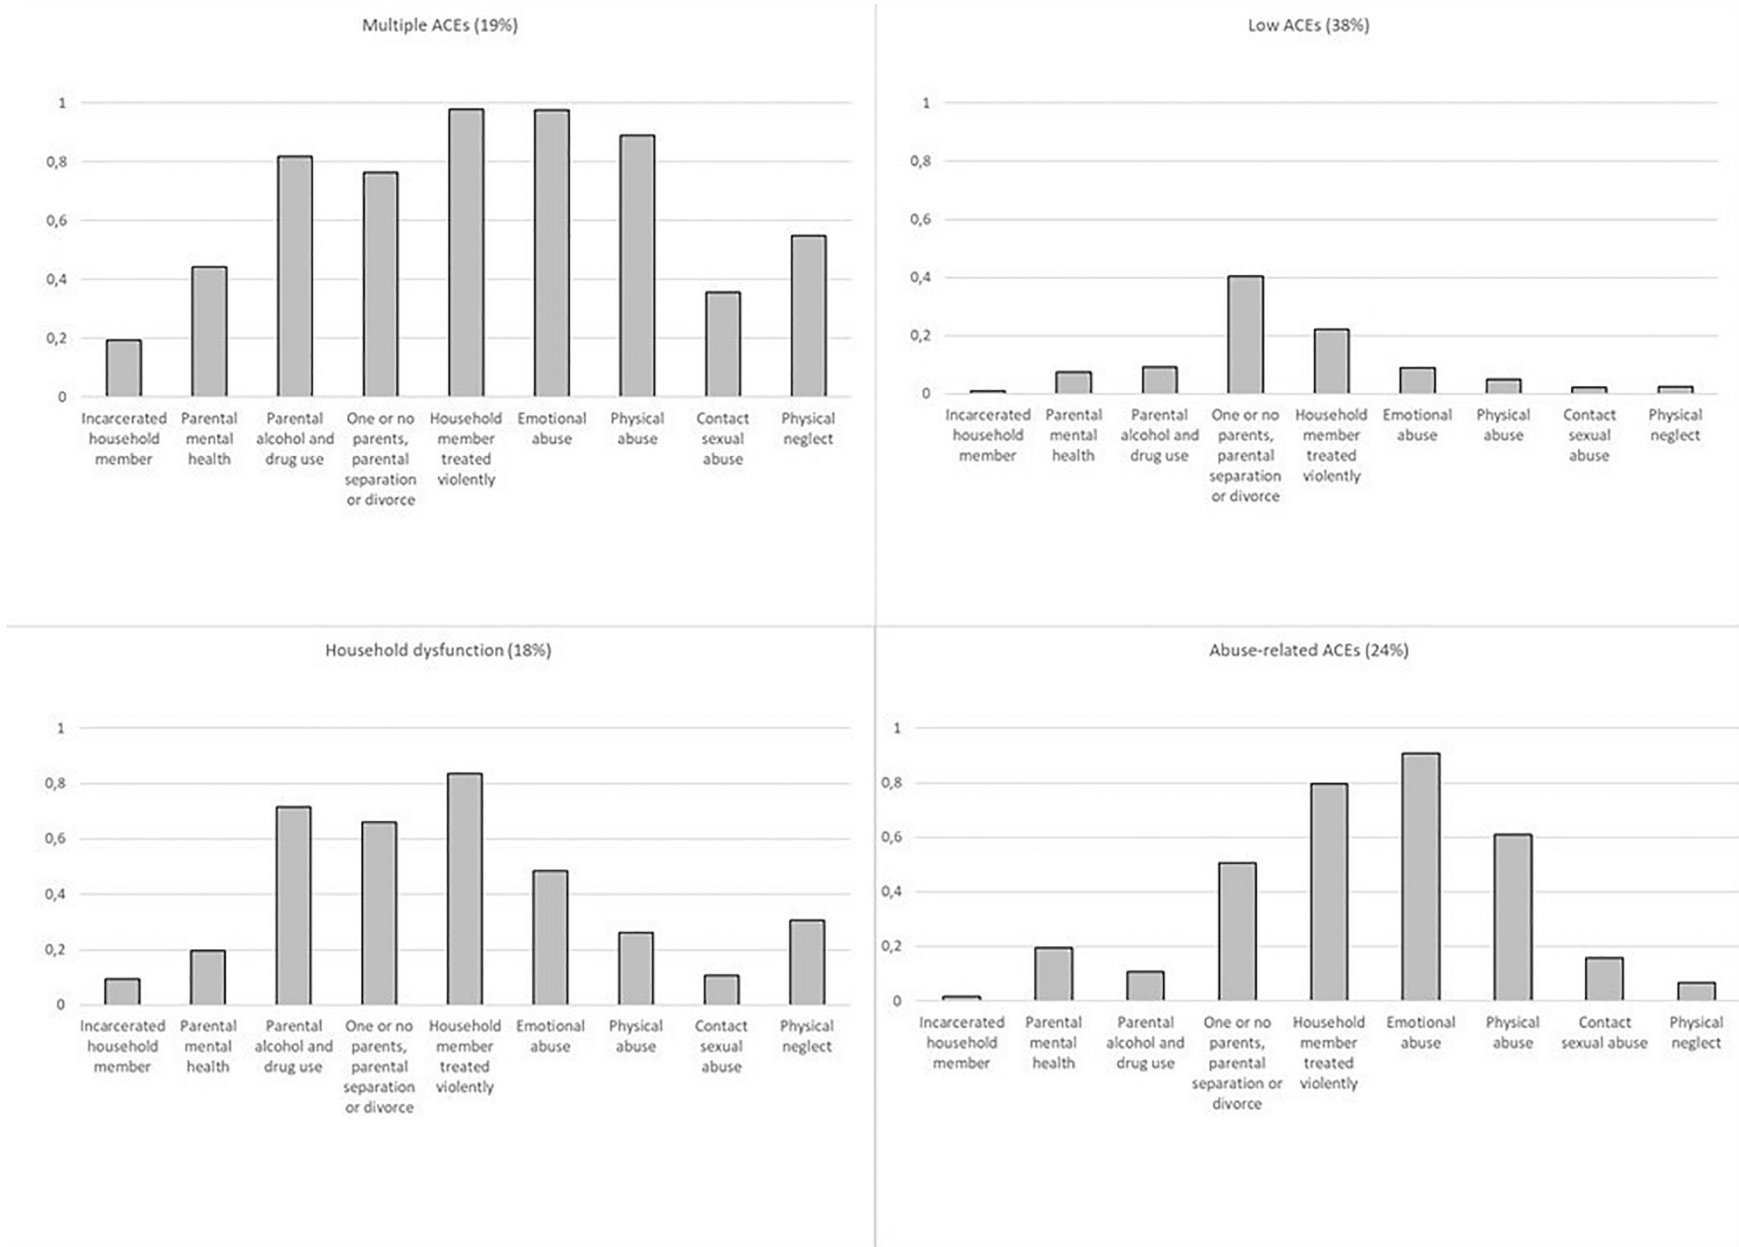 Multiple ACEs (19%)
1
0,8
0,6
0,4
0,2
0
Incarcerated
household
member
Parental
mental
health
Parental
alcohol and
drug use
One or no
parents,
parental
separation
or divorce
Household
member
treated
violently
Emotional
abuse
Physical
abuse
Contact
sexual
abuse
Physical
neglect
Low ACEs (38%)
1
0,8
0,6
0,4
0,2
0
Incarcerated
household
member
Parental
mental
health
Parental
alcohol and
drug use
One or no
parents,
parental
separation
or divorce
Household
member
treated
violently
Emotional
abuse
Physical
abuse
Contact
sexual
abuse
Physical
neglect
Household dysfunction (18%)
1
0,8
0,6
0,4
0,2
0
Incarcerated
household
member
Parental
mental
health
Parental
alcohol and
drug use
One or no
parents,
parental
separation
or divorce
Household
member
treated
violently
Emotional
abuse
Physical
abuse
Contact
sexual
abuse
Physical
neglect
Abuse-related ACEs (24%)
1
0,8
0,6
0,4
0,2
0
Incarcerated
household
member
Parental
mental
health
Parental
alcohol and
drug use
One or no
parents,
parental
separation or
divorce
Household
member
treated
violently
Emotional
abuse
Physical
abuse
Contact
sexual abuse
Physical
neglect